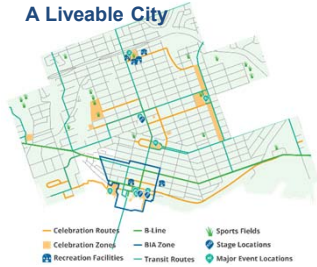 A Liveable City
Celebration Routes
B-Line
Sports Fields
Celebration Zones
BIA Zone
Stage Locations
Recreation Facilities
Transit Routes
Major Event Locations